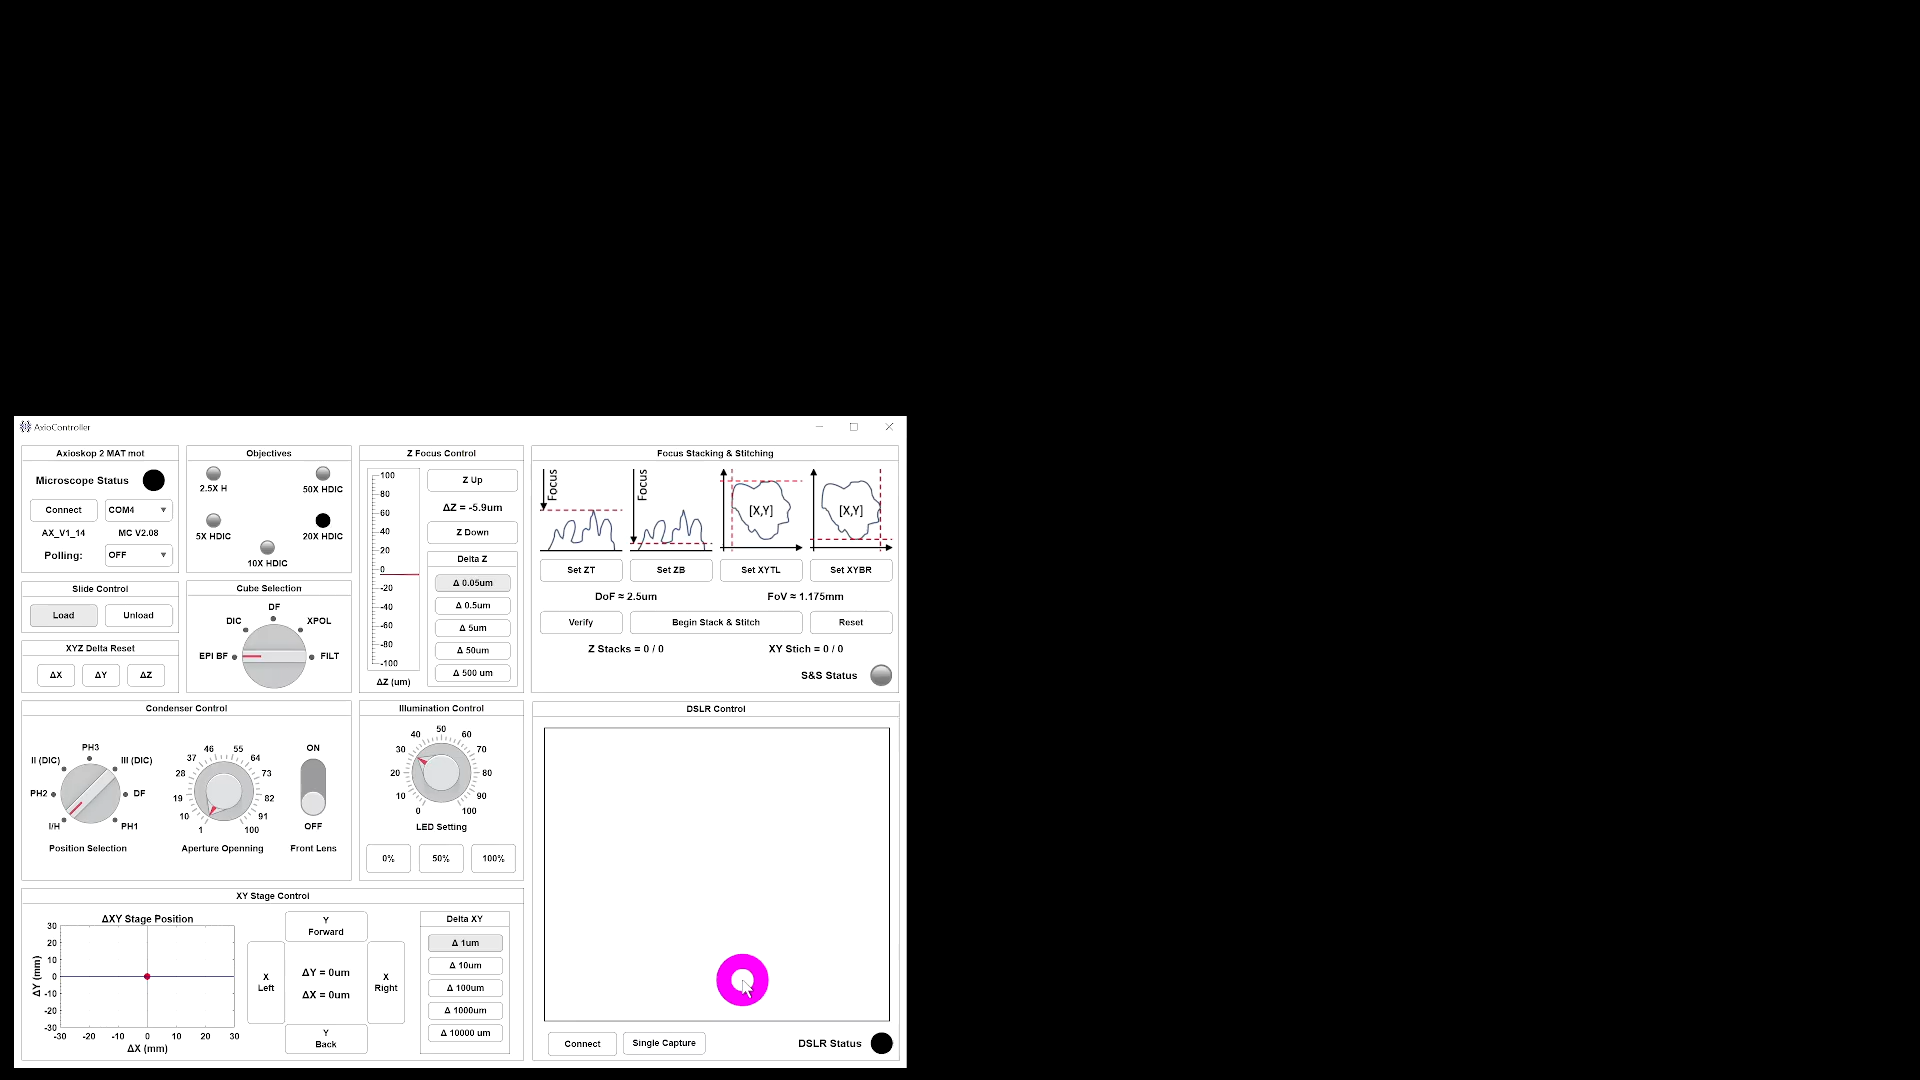 AxioController
Axioskop 2 MAT mot
Microscope Status
Connect
COM4
AX_V1_14
MC V2.08
Polling:
OFF
Slide Control
Load
Unload
XYZ Delta Reset
ΔX
ΔY
ΔZ
Objectives
2.5X H
50X HDIC
5X HDIC
20X HDIC
10X HDIC
Cube Selection
DF
DIC
XPOL
EPI BF
FILT
Z Focus Control
100
80
60
40
20
0
-20
-40
-60
-80
-100
ΔZ (um)
Z Up
ΔZ = -5.9um
Z Down
Delta Z
Δ 0.05um
Δ 0.5um
Δ 5um
Δ 50um
Δ 500 um
Focus Stacking & Stitching
Focus
Focus
[X,Y]
[X,Y]
Set ZT
Set ZB
Set XYTL
Set XYBR
DoF ≈ 2.5um
FoV ≈ 1.175mm
Verify
Begin Stack & Stitch
Reset
Z Stacks = 0 / 0
XY Stich = 0 / 0
S&S Status
Condenser Control
PH3
II (DIC)
III (DIC)
PH2
DF
I/H
PH1
Position Selection
46
55
37
64
28
73
19
82
10
91
1
100
Aperture Openning
ON
OFF
Front Lens
Illumination Control
50
40
60
30
70
20
80
10
90
0
100
LED Setting
0%
50%
100%
XY Stage Control
ΔXY Stage Position
30
20
10
0
-10
-20
-30
ΔY (mm)
-30
-20
-10
0
10
20
30
ΔX (mm)
Y
Forward
X
Left
ΔY = 0um
ΔX = 0um
X
Right
Y
Back
Delta XY
Δ 1um
Δ 10um
Δ 100um
Δ 1000um
Δ 10000 um
DSLR Control
Connect
Single Capture
DSLR Status